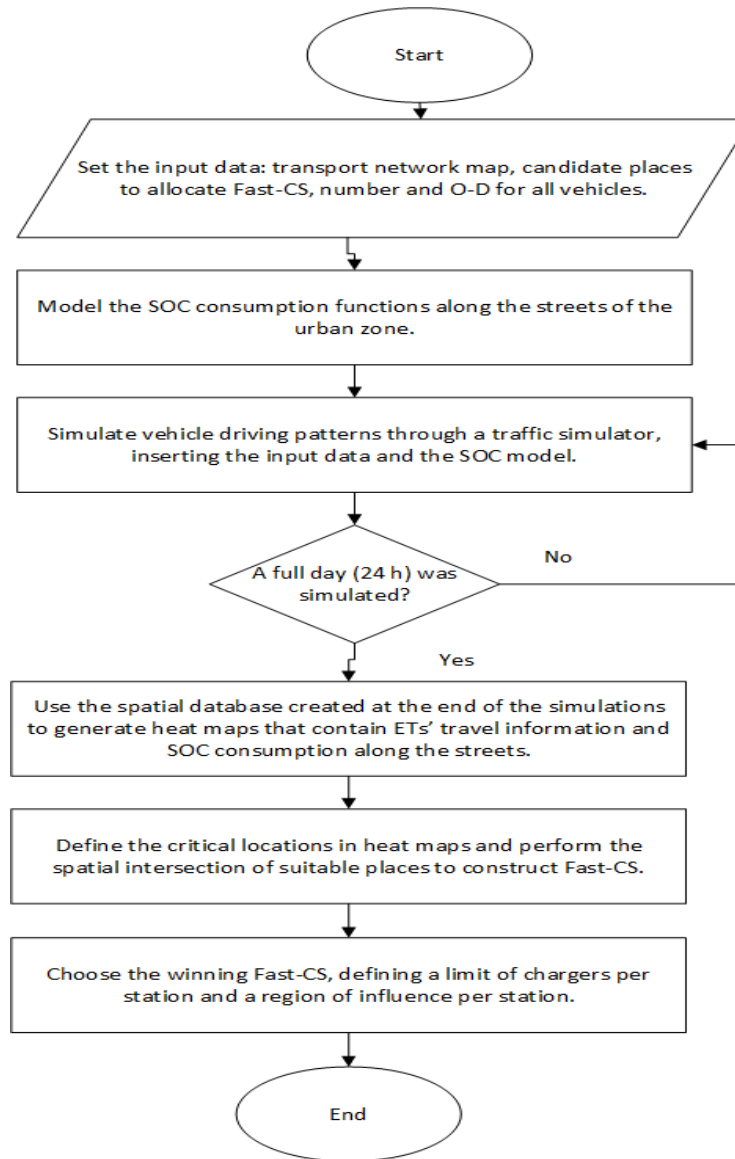 Start
Set the input data: transport network map, candidate places
to allocate Fast-CS, number and O-D for all vehicles.
Model the SOC consumption functions along the streets of the
urban zone.
Simulate vehicle driving patterns through a traffic simulator,
inserting the input data and the SOC model.
A full day (24 h) was
simulated?
No
Yes
Use the spatial database created at the end of the simulations
to generate heat maps that contain ETs’ travel information and
SOC consumption along the streets.
Define the critical locations in heat maps and perform the
spatial intersection of suitable places to construct Fast-CS.
Choose the winning Fast-CS, defining a limit of chargers per
station and a region of influence per station.
End